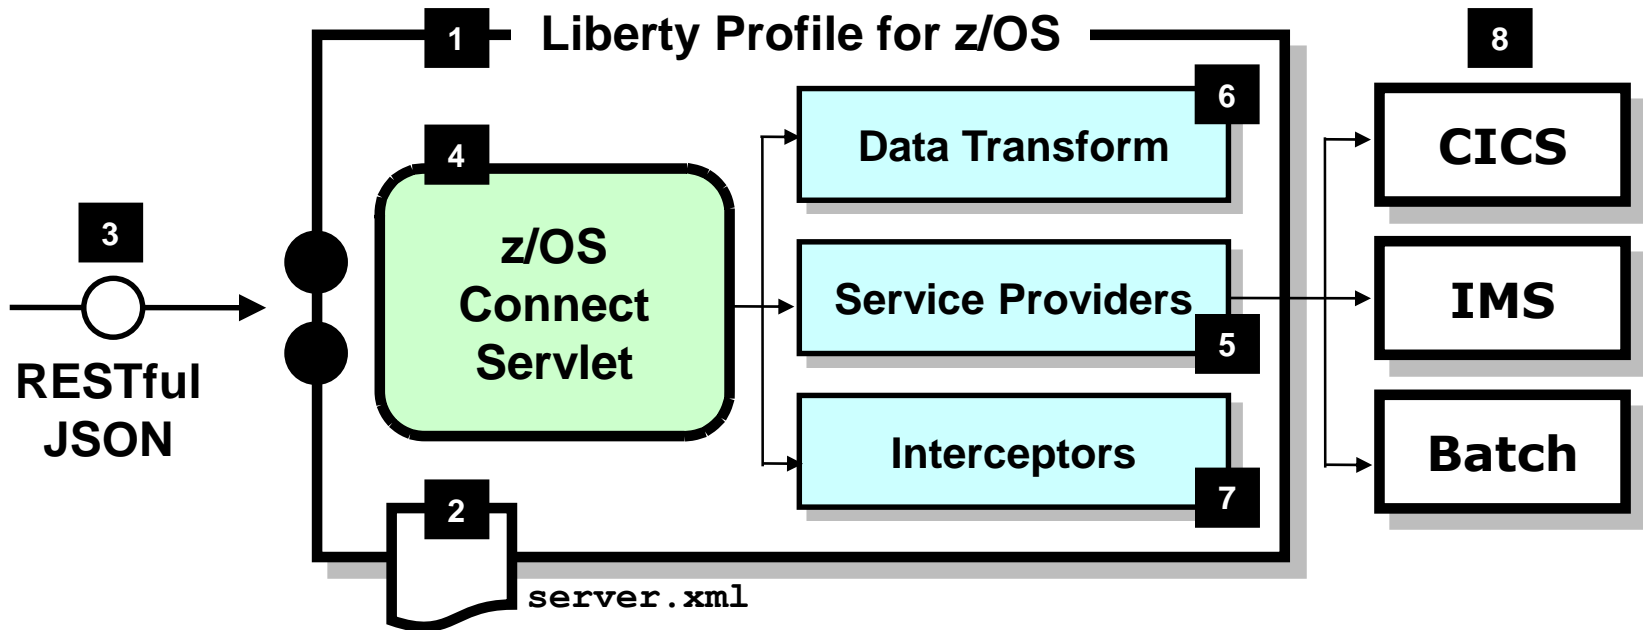 1
Liberty Profile for z/OS
8
6
Data Transform
CICS
4
3
z/OS
Connect
Servlet
RESTful
JSON
Service Providers
5
IMS
Interceptors
7
Batch
2
server.xml